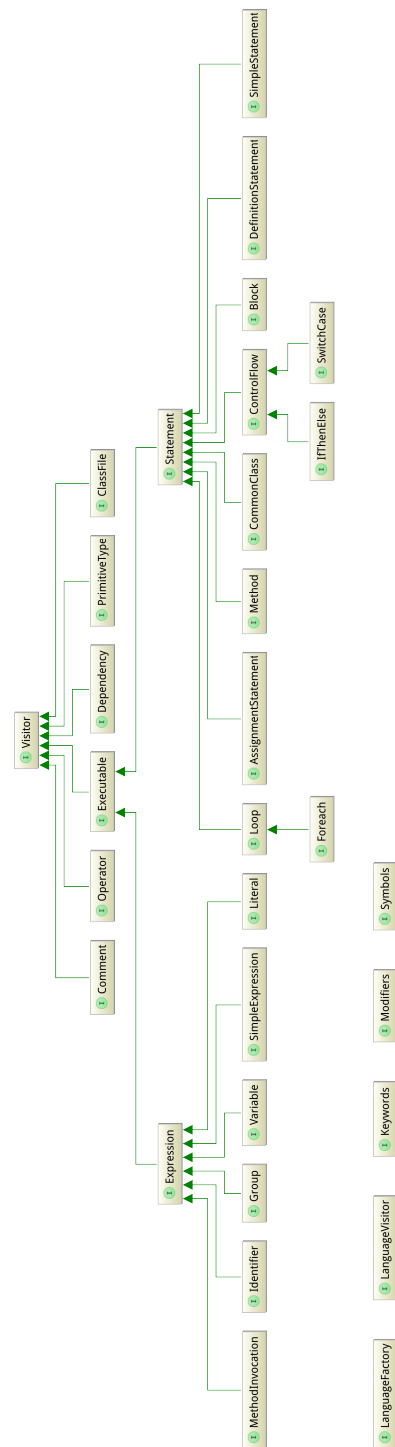 Visitor
Comment
Operator
Executable
Dependency
PrimitiveType
ClassFile
Expression
Statement
MethodInvocation
Identifier
Group
Variable
SimpleExpression
Literal
Loop
AssignmentStatement
Method
CommonClass
ControlFlow
Block
DefinitionStatement
SimpleStatement
Foreach
IfThenElse
SwitchCase
LanguageFactory
LanguageVisitor
Keywords
Modifiers
Symbols